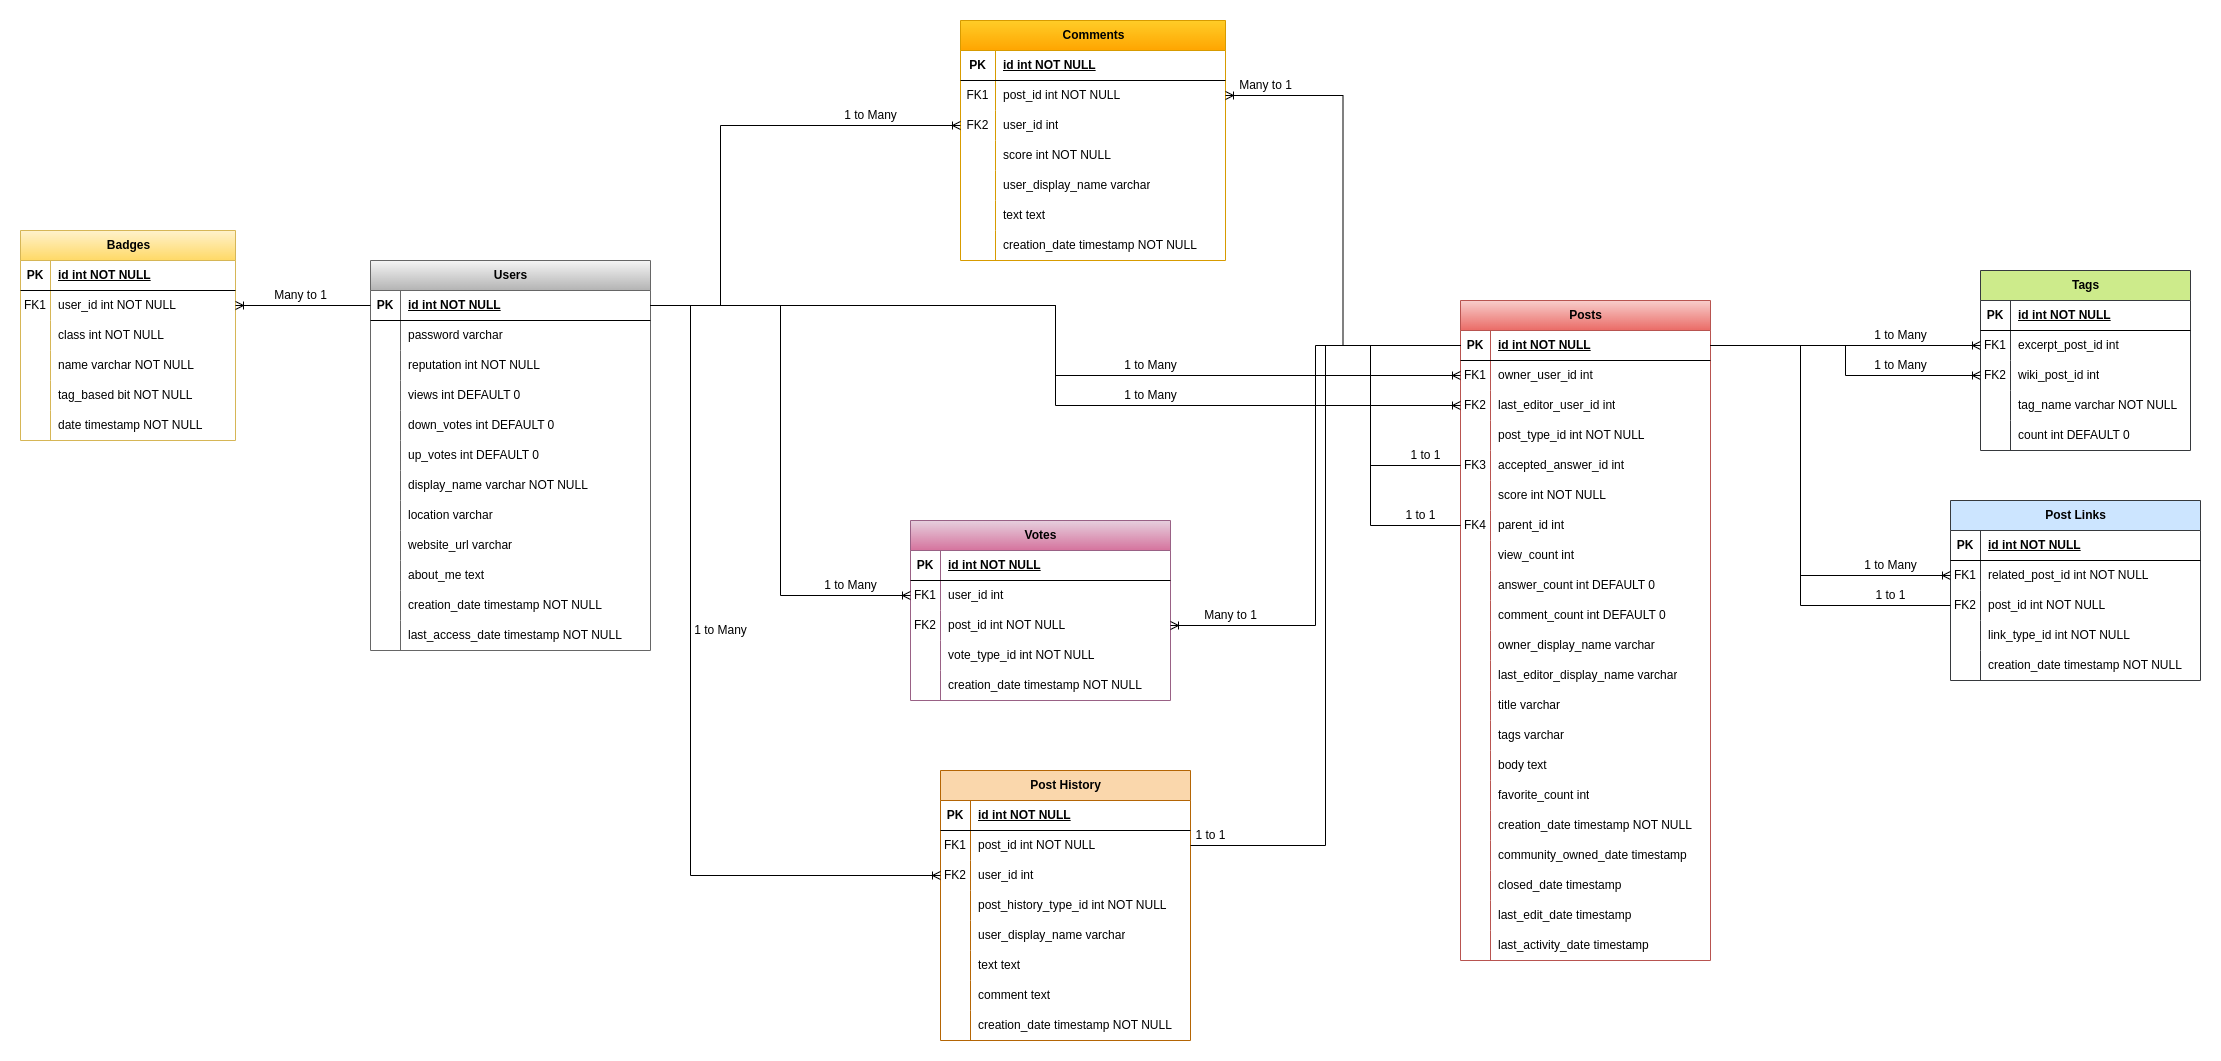 Comments
PK id int NOT NULL
FK1 post_id int NOT NULL
FK2 user_id int
score int NOT NULL
user_display_name varchar
text text
creation_date timestamp NOT NULL
Many to 1
1 to Many
Badges
PK id int NOT NULL
FK1 user_id int NOT NULL
class int NOT NULL
name varchar NOT NULL
tag_based bit NOT NULL
date timestamp NOT NULL
Many to 1
Users
PK id int NOT NULL
password varchar
reputation int NOT NULL
views int DEFAULT 0
down_votes int DEFAULT 0
up_votes int DEFAULT 0
display_name varchar NOT NULL
location varchar
website_url varchar
about_me text
creation_date timestamp NOT NULL
last_access_date timestamp NOT NULL
1 to Many
1 to Many
1 to Many
1 to Many
Votes
PK id int NOT NULL
FK1 user_id int
FK2 post_id int NOT NULL
vote_type_id int NOT NULL
creation_date timestamp NOT NULL
Many to 1
Post History
PK id int NOT NULL
FK1 post_id int NOT NULL
FK2 user_id int
post_history_type_id int NOT NULL
user_display_name varchar
text text
comment text
creation_date timestamp NOT NULL
1 to 1
1 to 1
1 to 1
Posts
PK id int NOT NULL
FK1 owner_user_id int
FK2 last_editor_user_id int
post_type_id int NOT NULL
FK3 accepted_answer_id int
score int NOT NULL
FK4 parent_id int
view_count int
answer_count int DEFAULT 0
comment_count int DEFAULT 0
owner_display_name varchar
last_editor_display_name varchar
title varchar
tags varchar
body text
favorite_count int
creation_date timestamp NOT NULL
community_owned_date timestamp
closed_date timestamp
last_edit_date timestamp
last_activity_date timestamp
1 to Many
1 to Many
Tags
PK id int NOT NULL
FK1 excerpt_post_id int
FK2 wiki_post_id int
tag_name varchar NOT NULL
count int DEFAULT 0
1 to Many
1 to 1
Post Links
PK id int NOT NULL
FK1 related_post_id int NOT NULL
FK2 post_id int NOT NULL
link_type_id int NOT NULL
creation_date timestamp NOT NULL